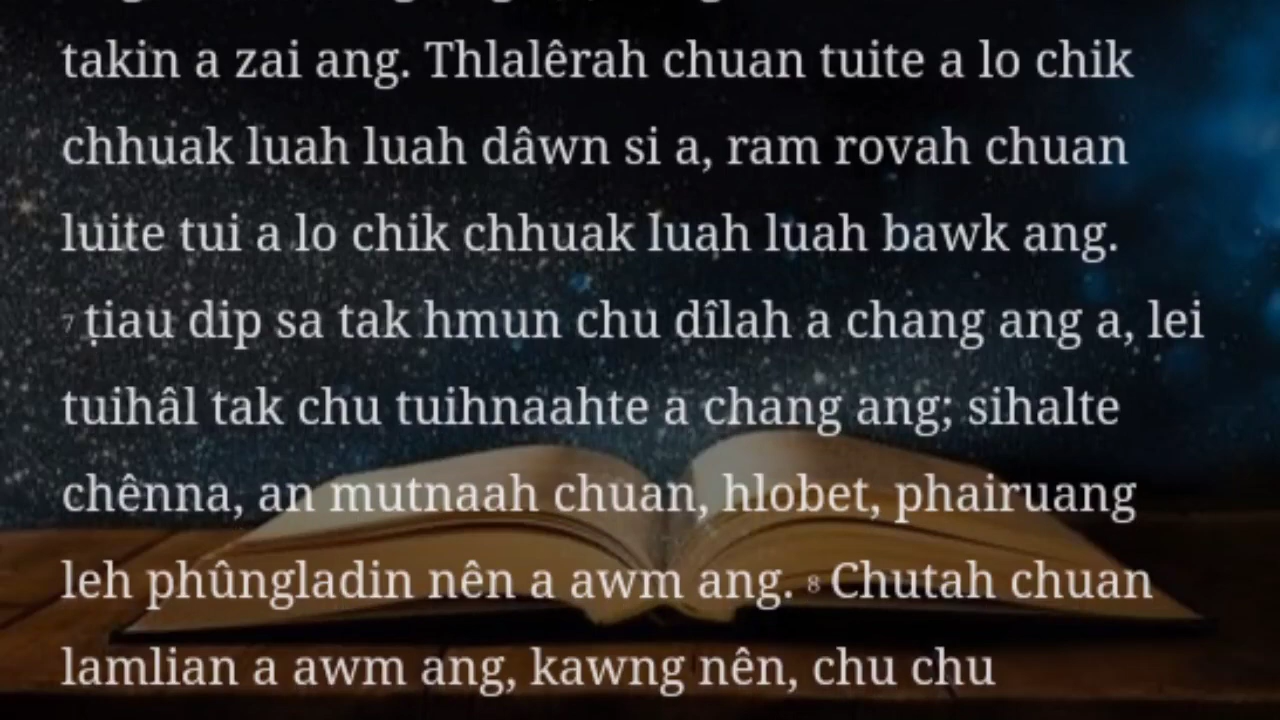 takin a zai ang. Thlalêrah chuan tuite a lo chik
chhuak luah luah dâwn si a, ram rovah chuan
luite tui a lo chik chhuak luah luah bawk ang.
7 ṭiau dip sa tak hmun chu dîlah a chang ang a, lei
tuihâl tak chu tuihnaahte a chang ang; sihalte
chênna, an mutnaah chuan, hlobet, phairuang
leh phûngladin nên a awm ang. 8 Chutah chuan
lamlian a awm ang, kawng nên, chu chu